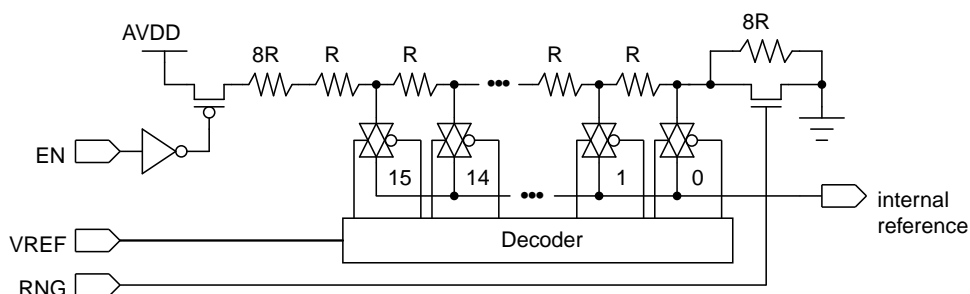 8R
AVDD
8R R R R R
EN
15 14 1 0
internal
reference
VREF
Decoder
RNG